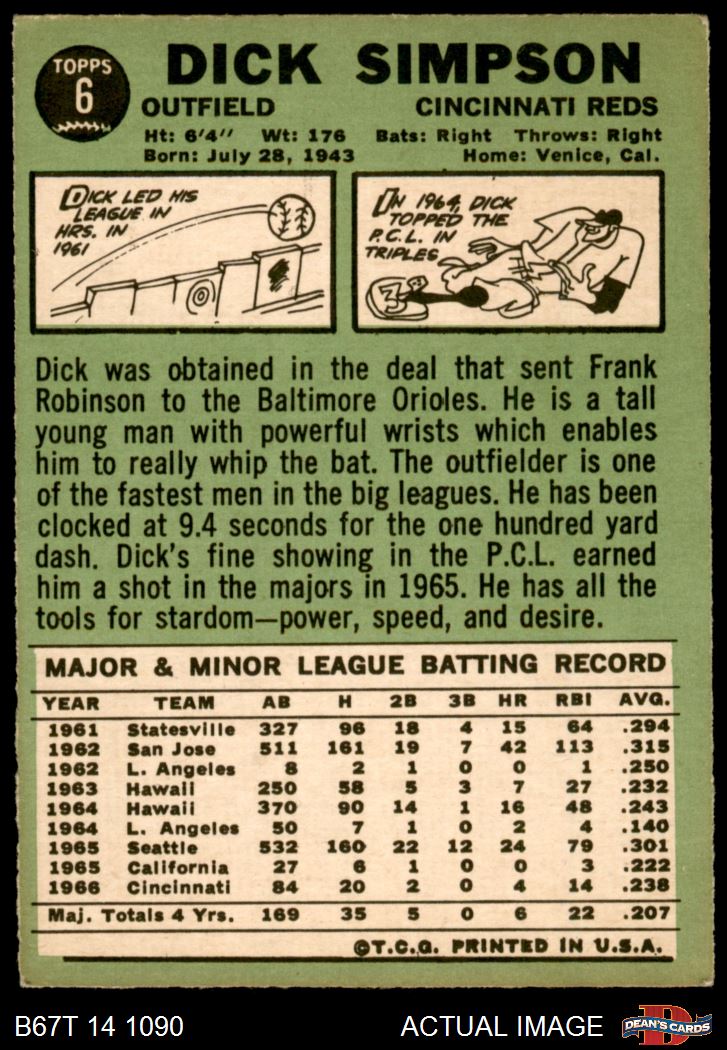 TOPPS
6
DICK SIMPSON
OUTFIELD CINCINNATI REDS
Ht: 6'4" Wt: 176 Bats: Right Throws: Right
Born: July 28, 1943 Home: Venice, Cal.
DICK LED HIS
LEAGUE IN
HRS. IN
1961
IN 1964, DICK
TOPPED THE
P.C.L. IN
TRIPLES
3
Dick was obtained in the deal that sent Frank
Robinson to the Baltimore Orioles. He is a tall
young man with powerful wrists which enables
him to really whip the bat. The outfielder is one
of the fastest men in the big leagues. He has been
clocked at 9.4 seconds for the one hundred yard
dash. Dick's fine showing in the P.C.L. earned
him a shot in the majors in 1965. He has all the
tools for stardom—power, speed, and desire.
MAJOR & MINOR LEAGUE BATTING RECORD
YEAR TEAM AB H 2B 3B HR RBI AVG.
1961 Statesville 327 96 18 4 15 64 .294
1962 San Jose 511 161 19 7 42 113 .315
1962 L. Angeles 8 2 1 0 0 1 .250
1963 Hawaii 250 58 5 3 7 27 .232
1964 Hawaii 370 90 14 1 16 48 .243
1964 L. Angeles 50 7 1 0 2 4 .140
1965 Seattle 532 160 22 12 24 79 .301
1965 California 27 6 1 0 0 3 .222
1966 Cincinnati 84 20 2 0 4 14 .238
Maj. Totals 4 Yrs. 169 35 5 0 6 22 .207
©T.C.G. PRINTED IN U.S.A.
B67T 14 1090 ACTUAL IMAGE
D
DEAN'S CARDS